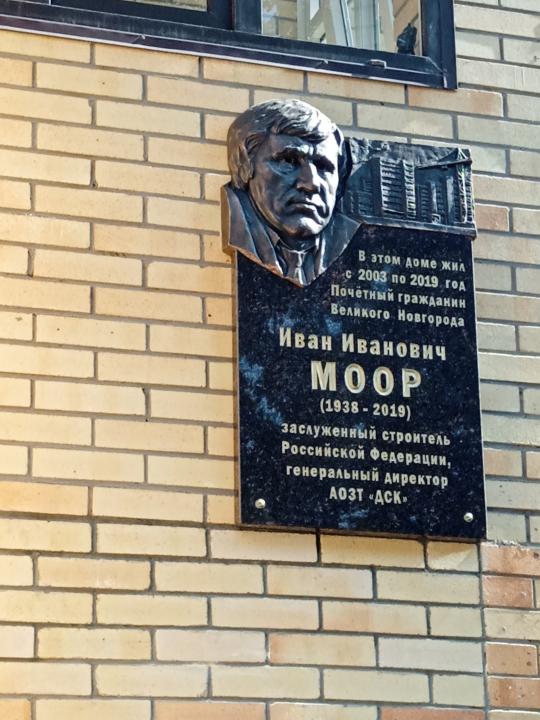 В этом доме жил
с 2003 по 2019 год
Почётный гражданин
Великого Новгорода
Иван Иванович
МООР
(1938 - 2019)
заслуженный строитель
Российской Федерации,
генеральный директор
АОЗТ «ДСК»